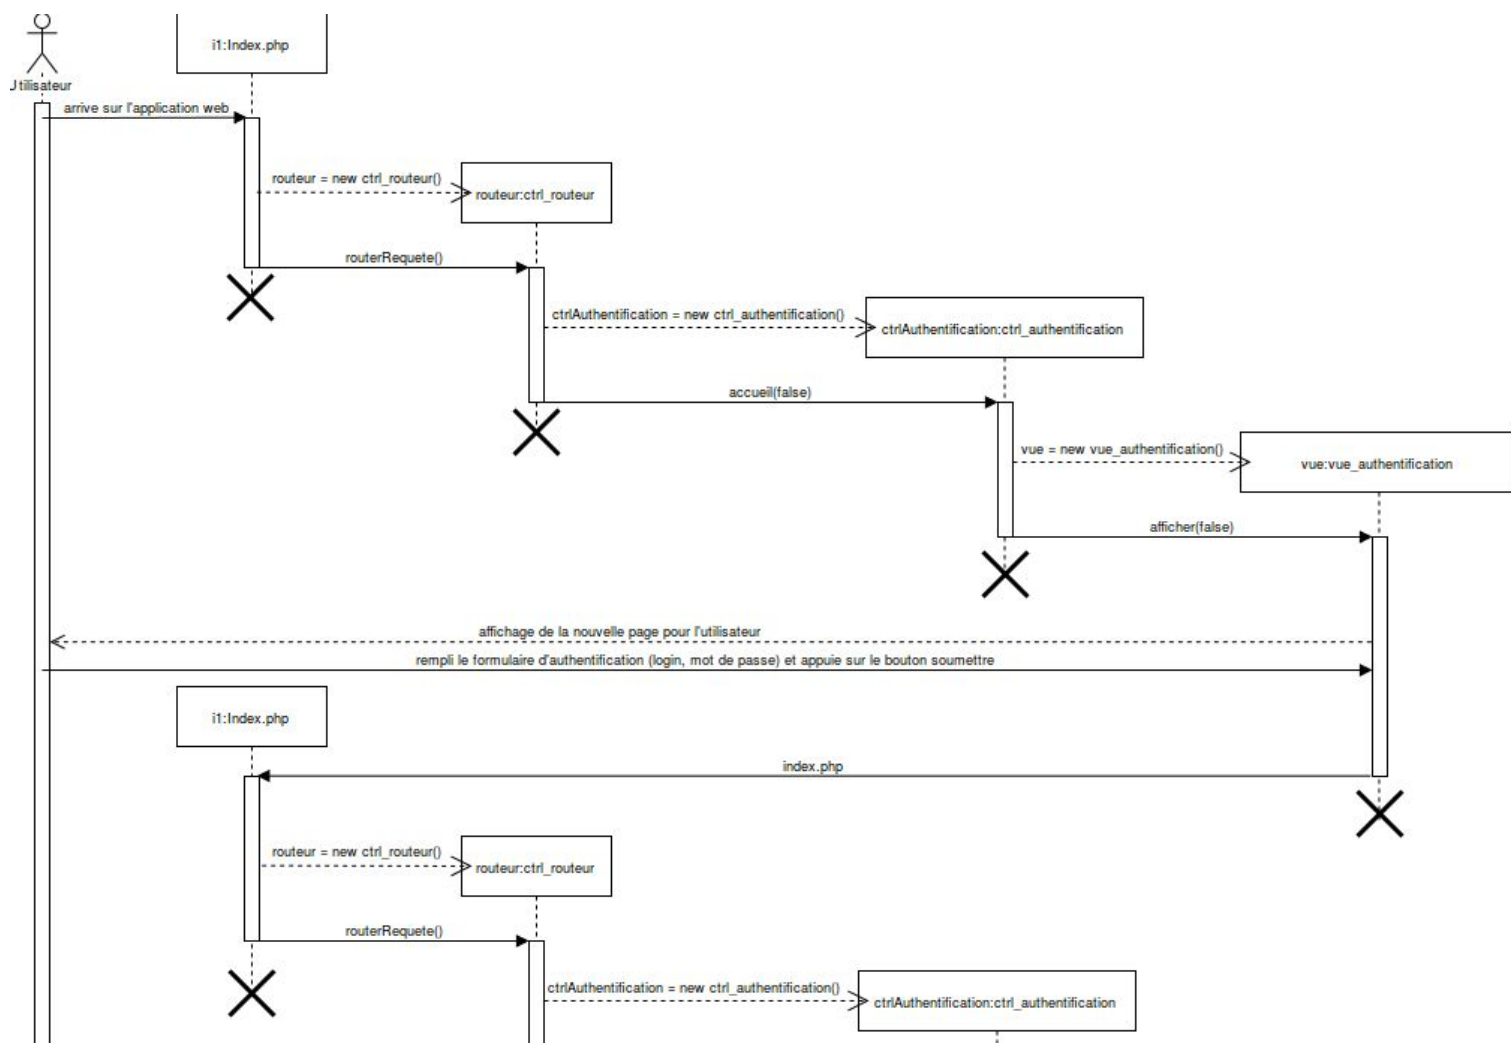 i1:Index.php
Jtilisateur
arrive sur l'application web
routeur = new ctrl_routeur()
routeur:ctrl_routeur
routerRequete()
ctrlAuthentification = new ctrl_authentification()
ctrlAuthentification:ctrl_authentification
accueil(false)
vue = new vue_authentification()
vue:vue_authentification
afficher(false)
affichage de la nouvelle page pour l'utilisateur
rempli le formulaire d'authentification (login, mot de passe) et appuie sur le bouton soumettre
i1:Index.php
index.php
routeur = new ctrl_routeur()
routeur:ctrl_routeur
routerRequete()
ctrlAuthentification = new ctrl_authentification()
ctrlAuthentification:ctrl_authentification